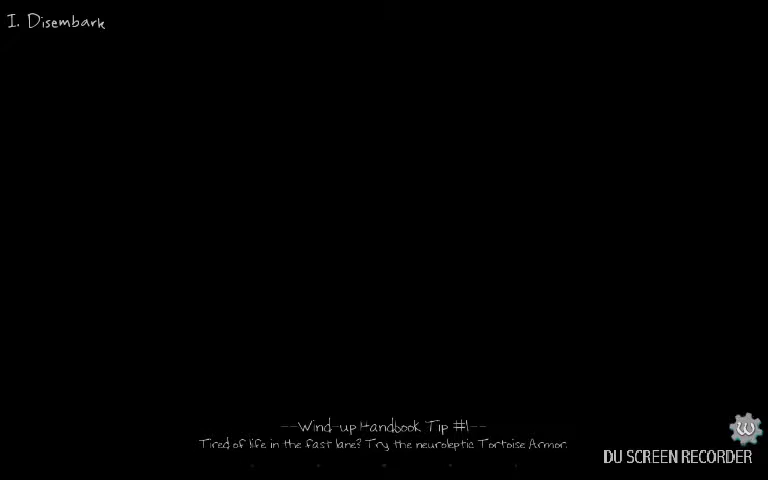 I. Disembark
--Wind-up Handbook Tip #1--
Tired of life in the fast lane? Try the neuroleptic Tortoise Armor.
W
DU SCREEN RECORDER